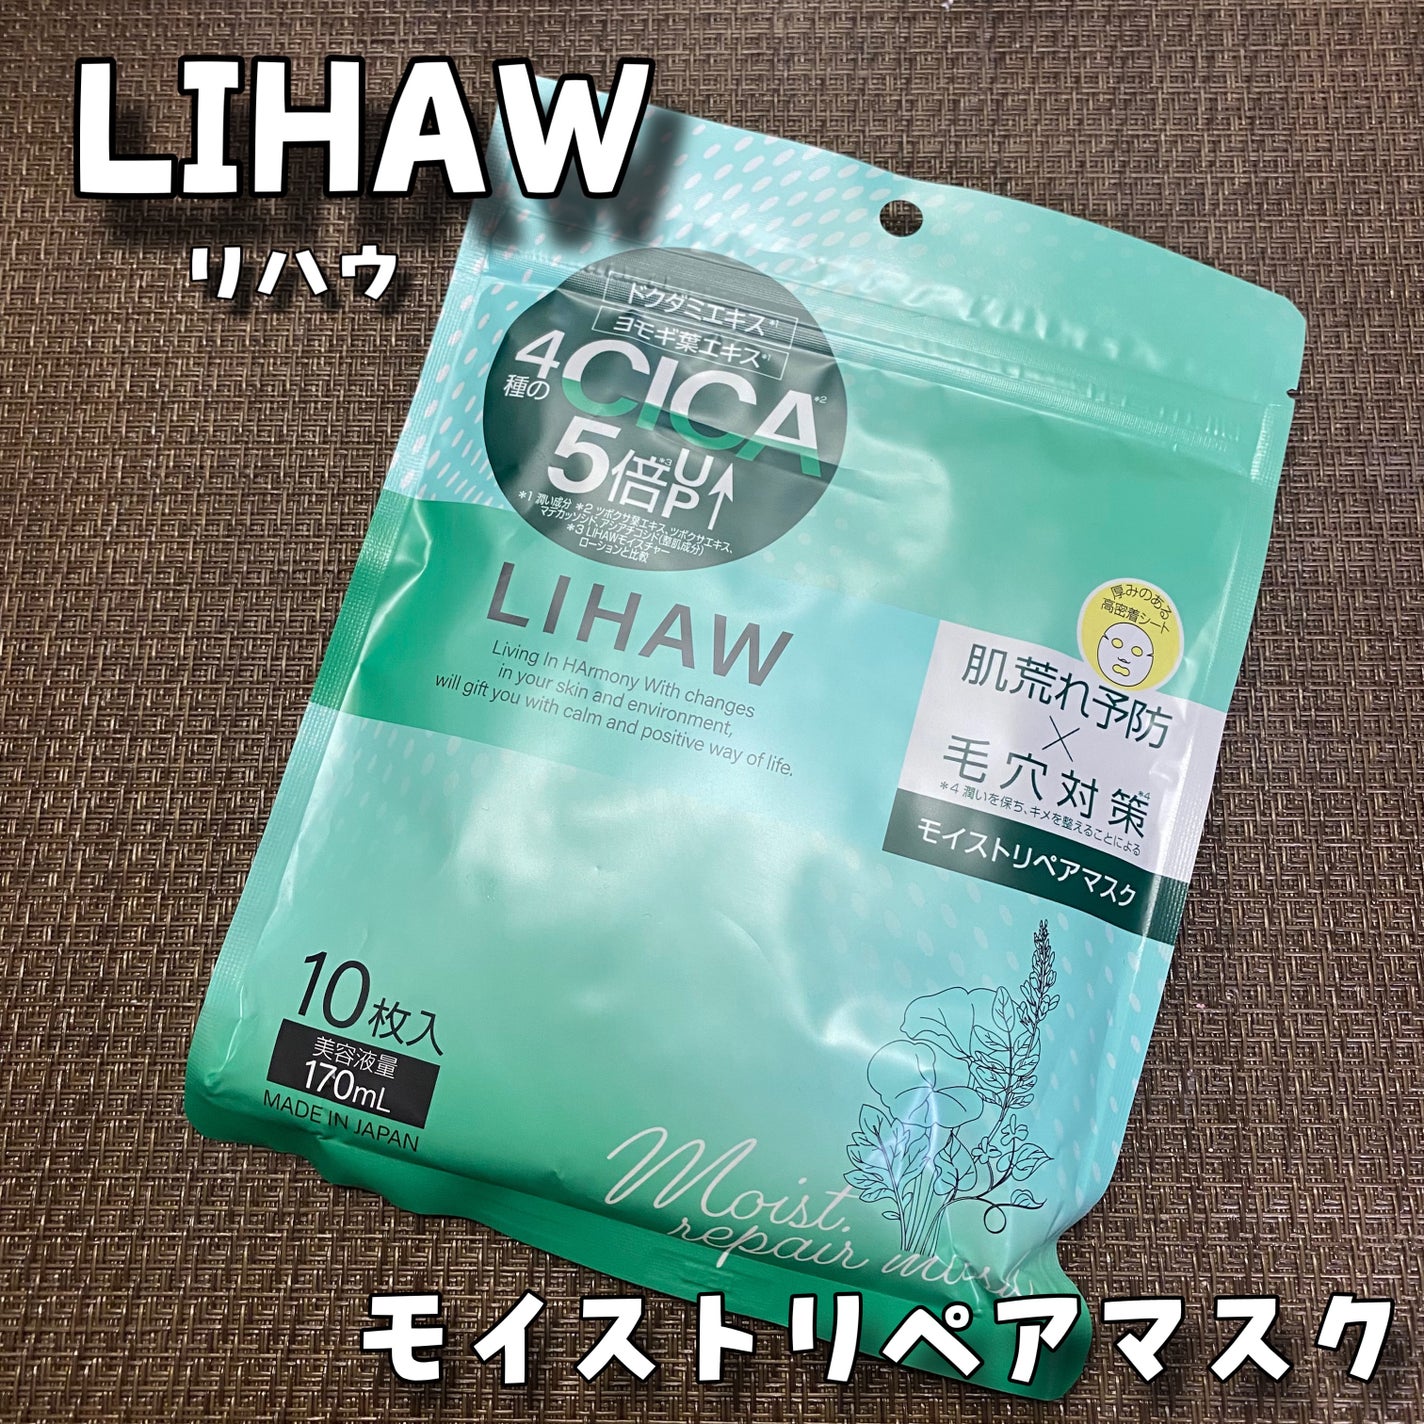 LIHAW
リハウ
ドクダミエキス*1
ヨモギ葉エキス*1
4種のCICA*2
5倍*3UP↑
*1 潤い成分 *2 ツボクサ葉エキス、ツボクサエキス、
マデカッソシド、アシアチコシド(整肌成分)
*3 LIHAWモイスチャー
ローションと比較
LIHAW
Living In HArmony With changes
in your skin and environment,
will gift you with calm and positive way of life.
厚みのある
高密着シート
肌荒れ予防
×
毛穴対策*4
*4 潤いを保ち、キメを整えることによる
モイストリペアマスク
10枚入
美容液量
170mL
MADE IN JAPAN
Moist.
repair mask
モイストリペアマスク